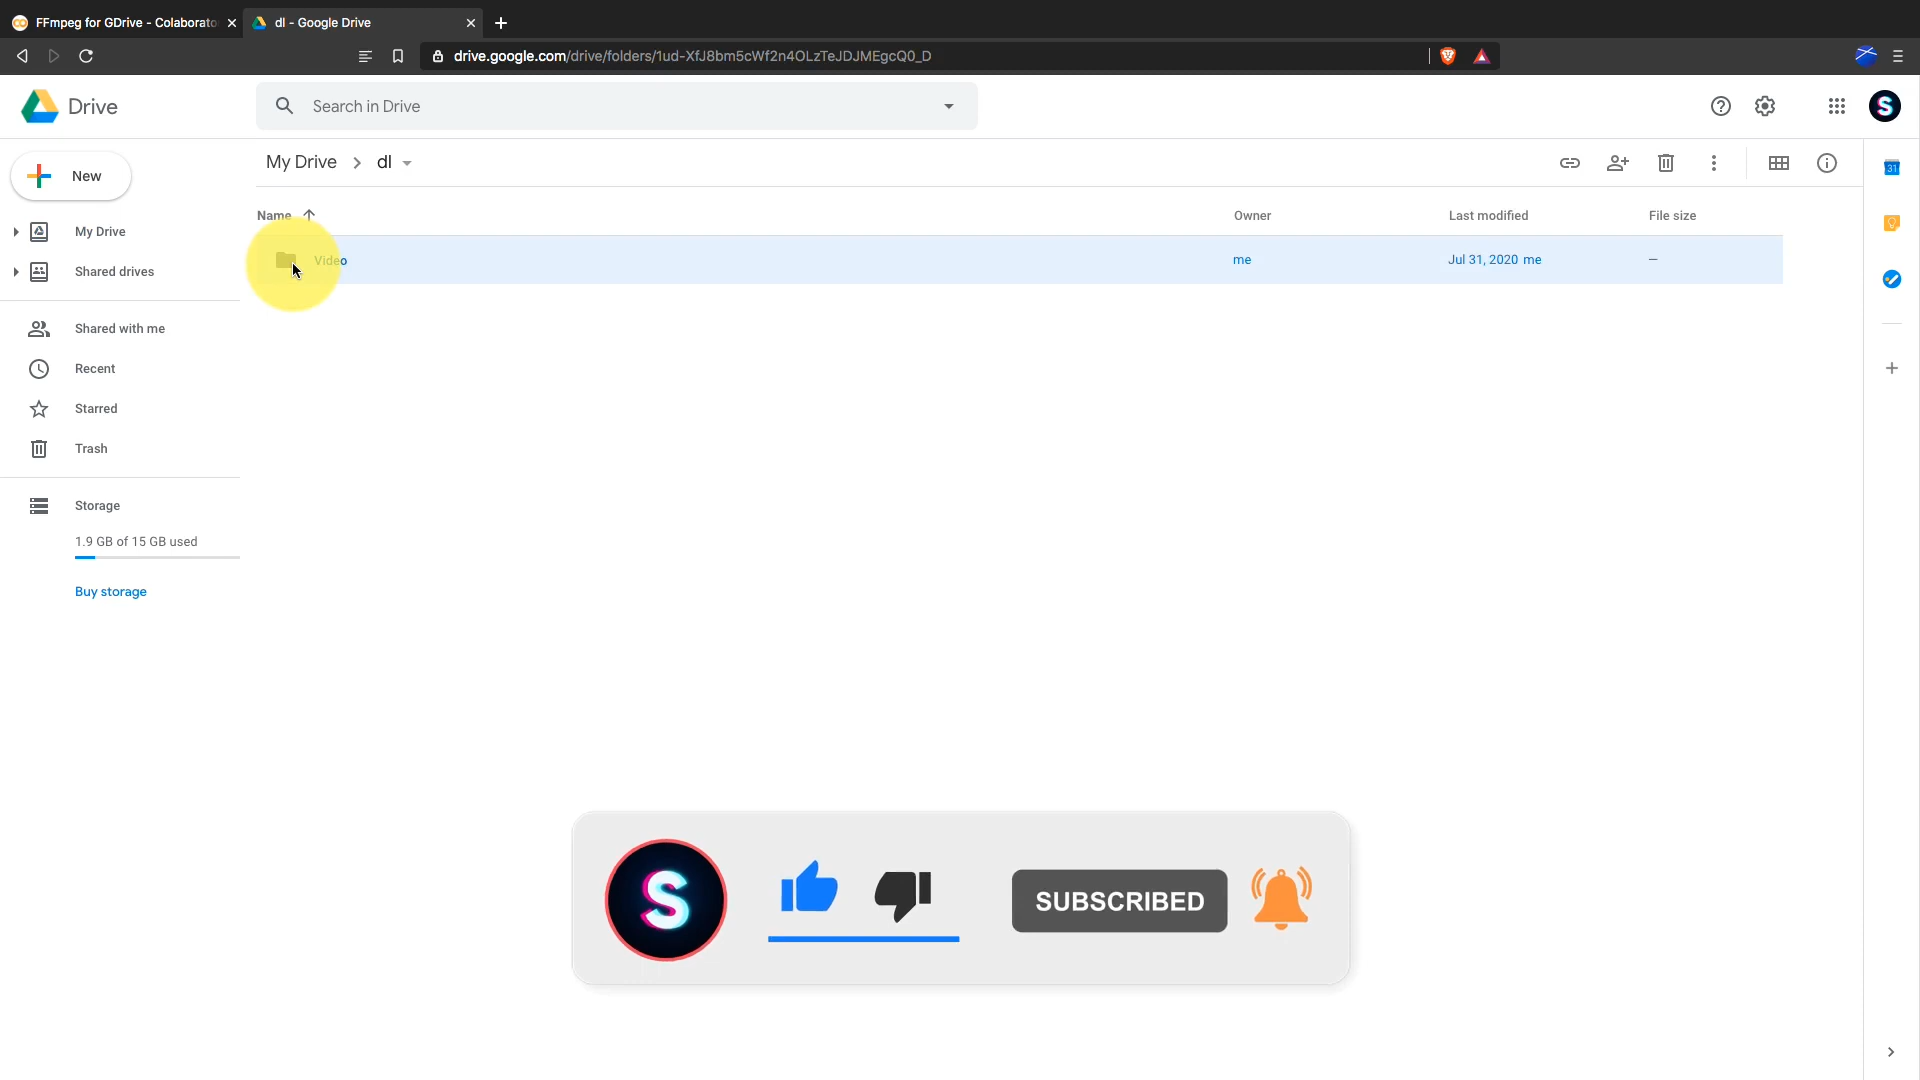 FFmpeg for GDrive - Colaborato
dl - Google Drive
drive.google.com/drive/folders/1ud-XfJ8bm5cWf2n4OLzTeJDJMEgcQ0_D
Drive
Search in Drive
New
My Drive > dl
Name
Owner
Last modified
File size
Video
me
Jul 31, 2020 me
–
My Drive
Shared drives
Shared with me
Recent
Starred
Trash
Storage
1.9 GB of 15 GB used
Buy storage
31
S
S
SUBSCRIBED